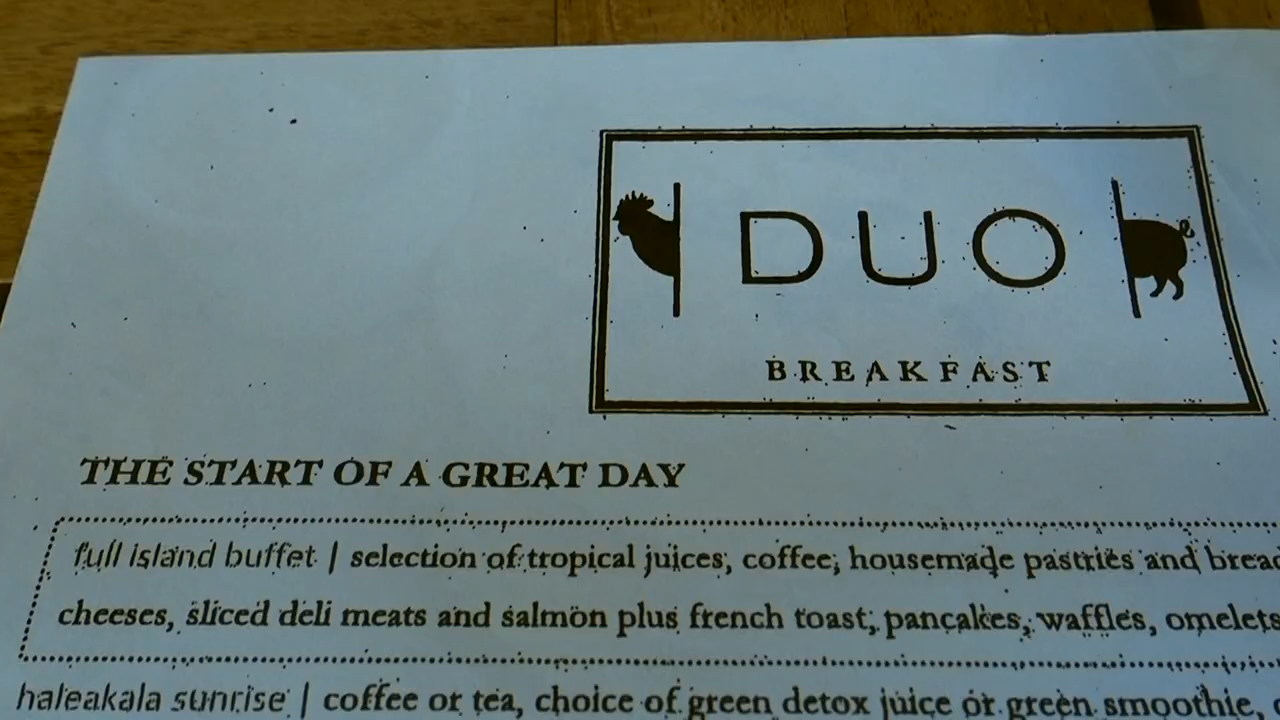 DUO
BREAKFAST
THE START OF A GREAT DAY
full island buffet | selection of tropical juices, coffee, housemade pastries and
cheeses, sliced deli meats and salmon plus french toast, pancakes, waffles, omelets
haleakala sunrise | coffee or tea, choice of green detox juice or green smoothie,